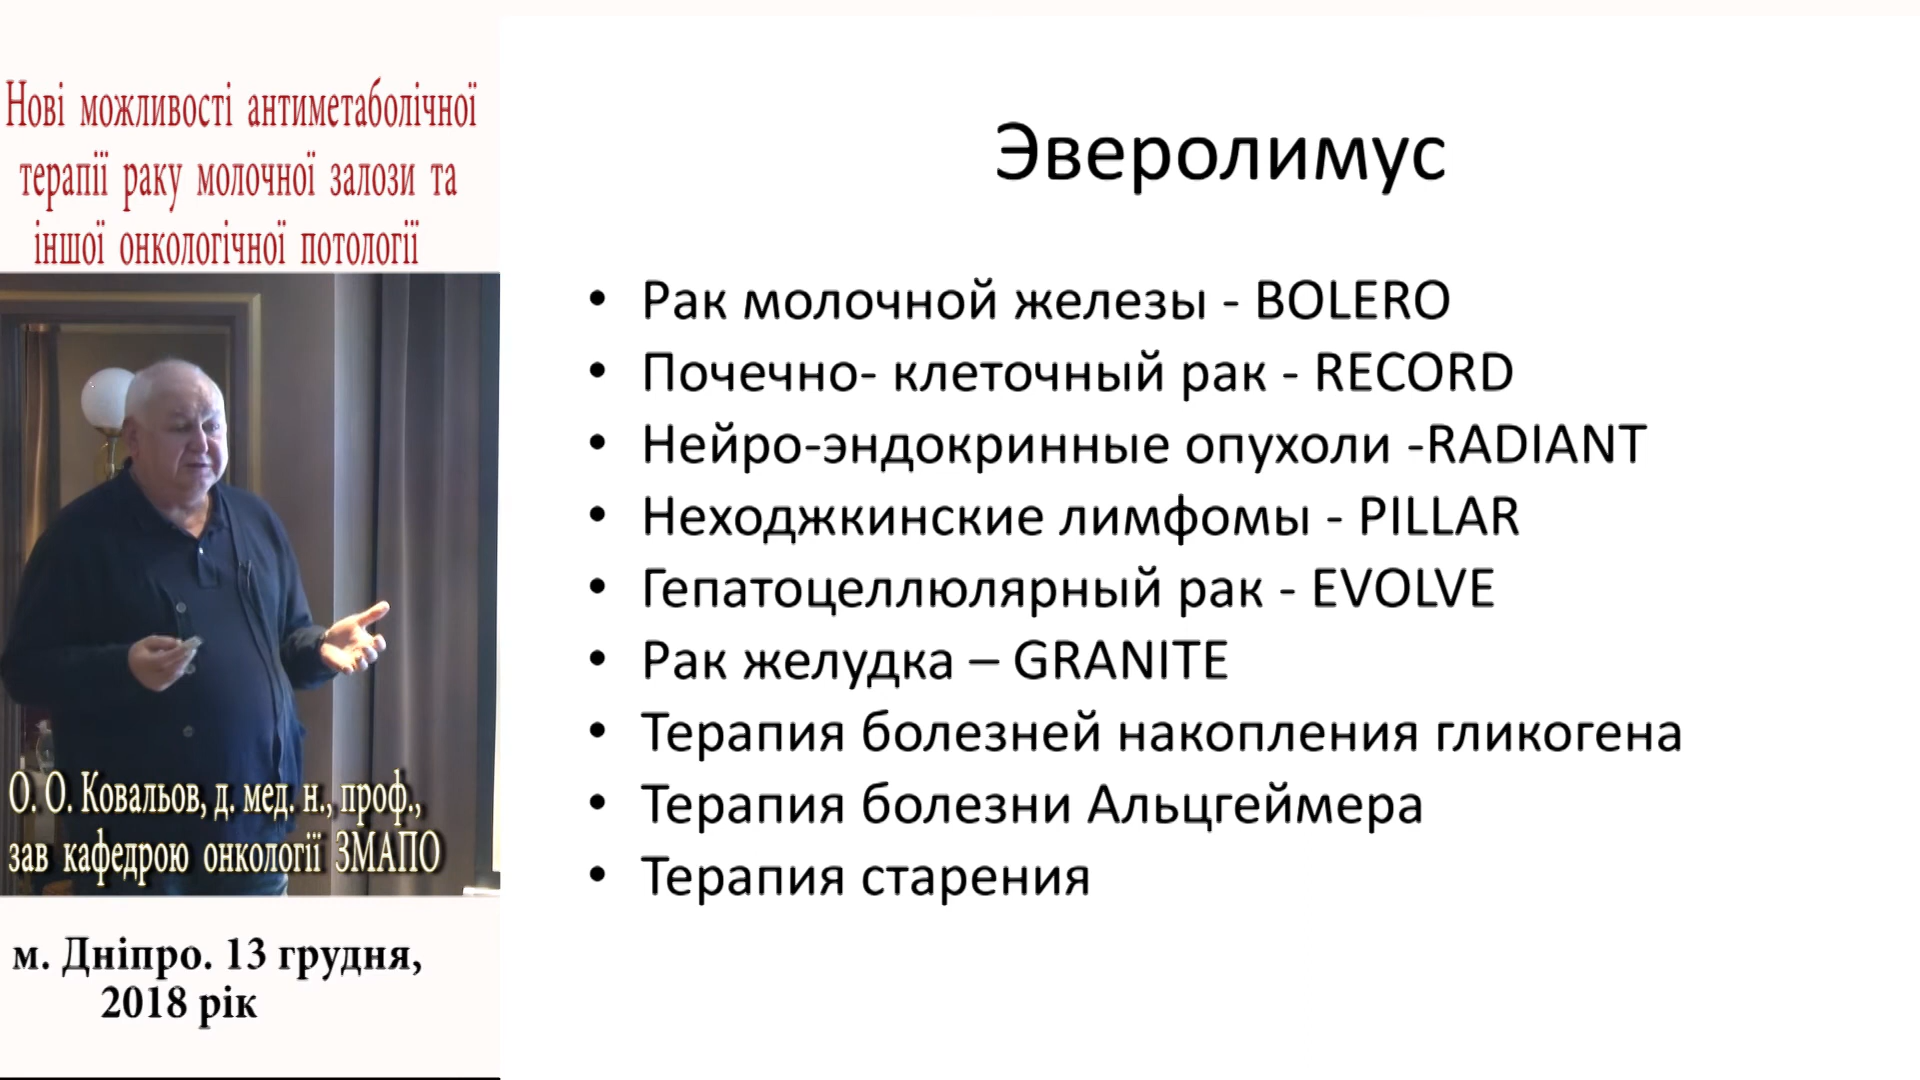 Нові можливості антиметаболічної
терапії раку молочної залози та
іншої онкологічної потології
О. О. Ковальов, д. мед. н., проф.,
зав кафедрою онкології ЗМАПО
м. Дніпро. 13 грудня,
2018 рік
Эверолимус
• Рак молочной железы - BOLERO
• Почечно- клеточный рак - RECORD
• Нейро-эндокринные опухоли -RADIANT
• Неходжкинские лимфомы - PILLAR
• Гепатоцеллюлярный рак - EVOLVE
• Рак желудка – GRANITE
• Терапия болезней накопления гликогена
• Терапия болезни Альцгеймера
• Терапия старения